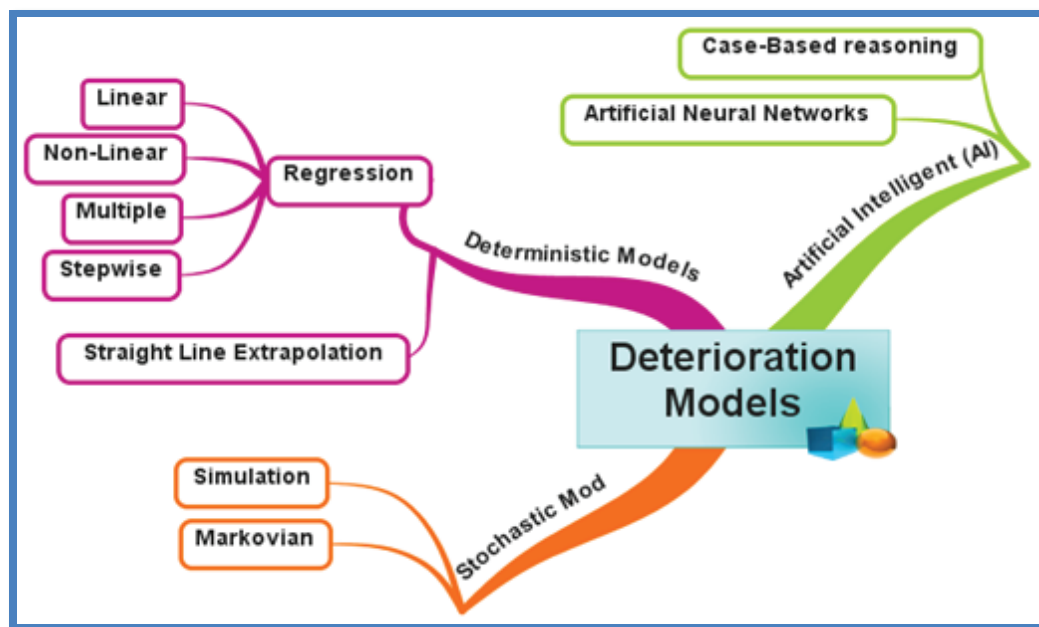 Case-Based reasoning
Artificial Neural Networks
Artificial Intelligent (AI)
Linear
Non-Linear
Multiple
Stepwise
Regression
Straight Line Extrapolation
Deterministic Models
Deterioration
Models
Simulation
Markovian
Stochastic Mod